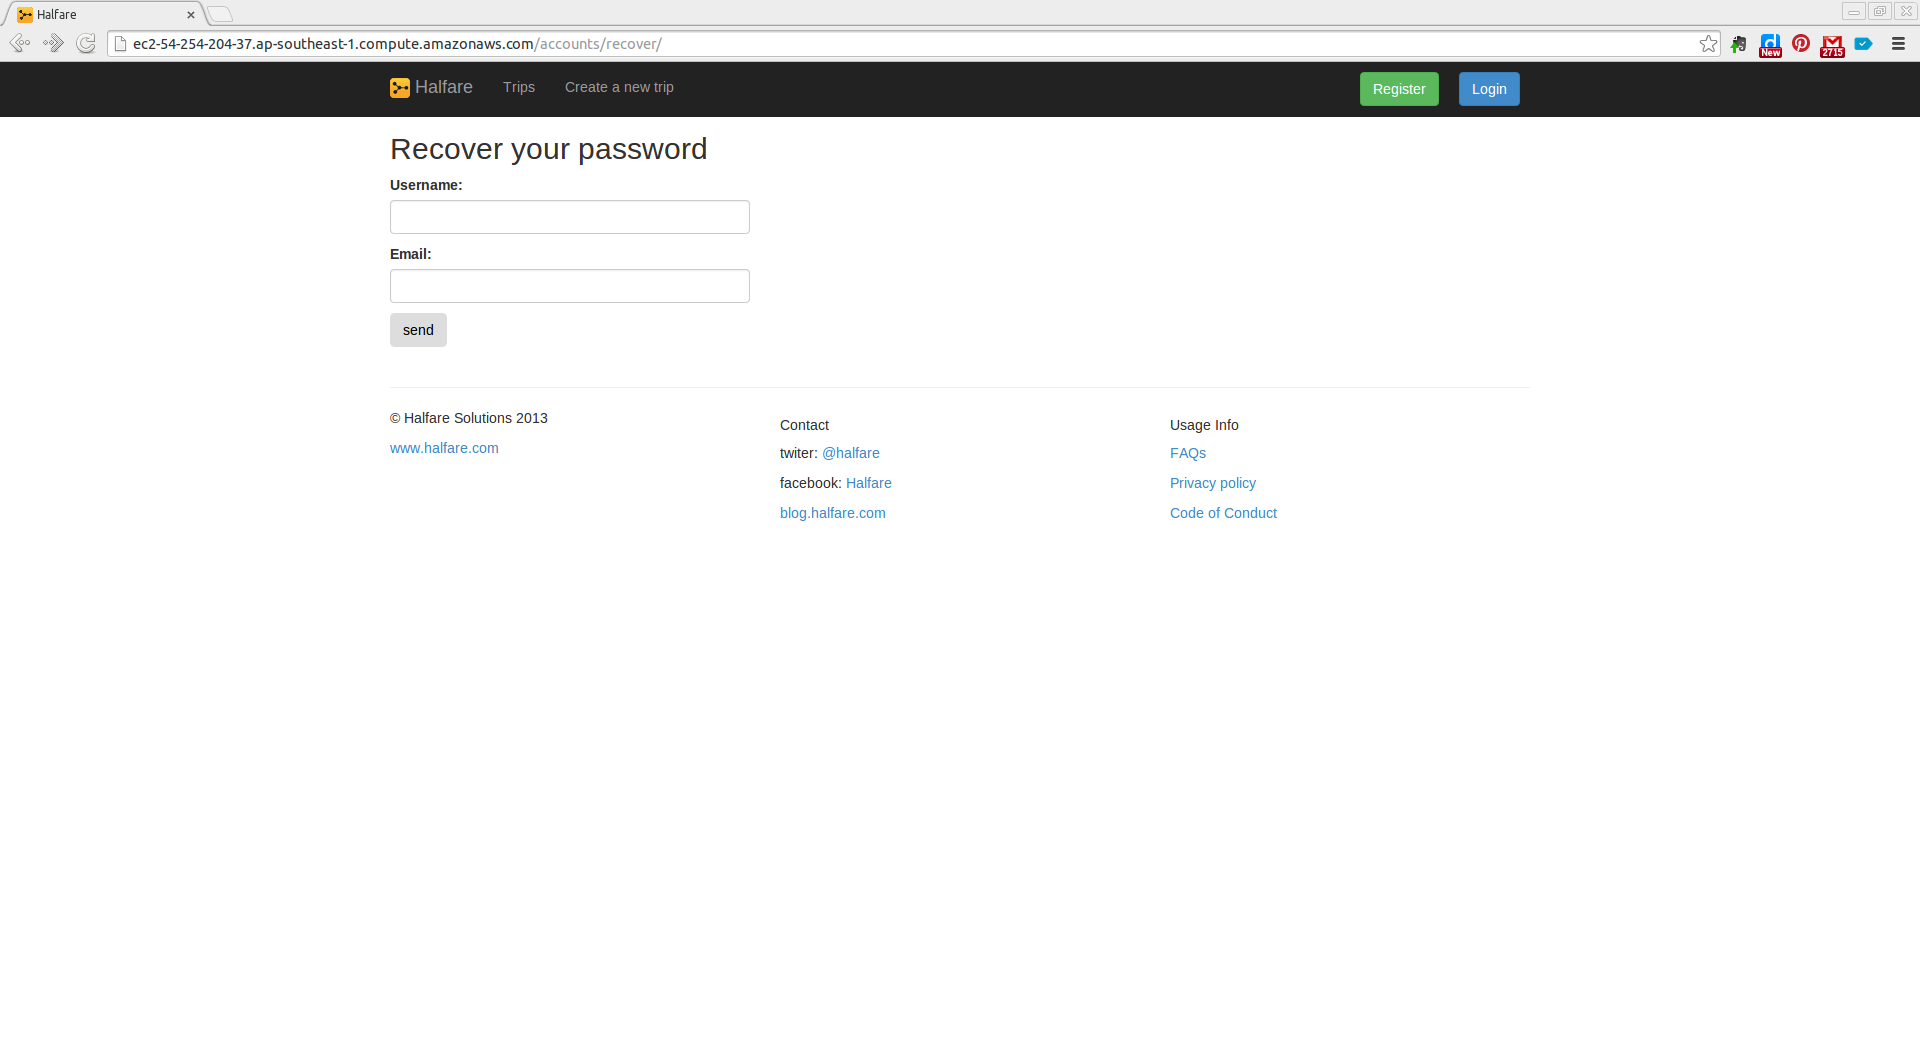 Halfare
ec2-54-254-204-37.ap-southeast-1.compute.amazonaws.com/accounts/recover/
New
2715
Halfare
Trips
Create a new trip
Register
Login
Recover your password
Username:
Email:
send
© Halfare Solutions 2013
www.halfare.com
Contact
twiter: @halfare
facebook: Halfare
blog.halfare.com
Usage Info
FAQs
Privacy policy
Code of Conduct